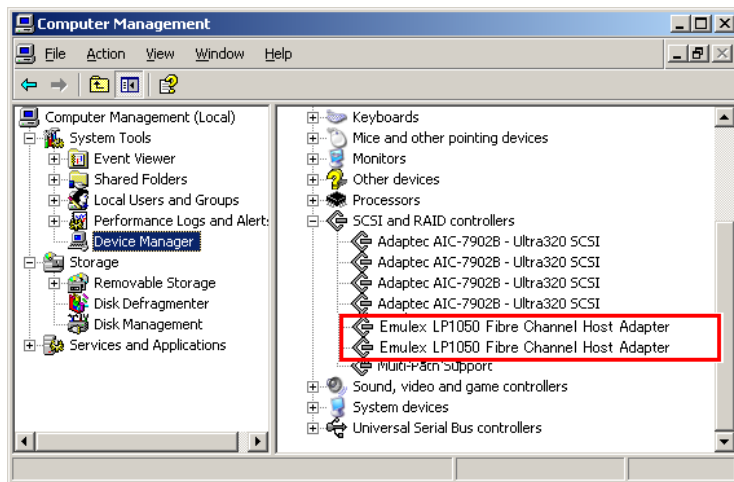 Computer Management
File Action View Window Help
Computer Management (Local)
System Tools
Event Viewer
Shared Folders
Local Users and Groups
Performance Logs and Alert:
Device Manager
Storage
Removable Storage
Disk Defragmenter
Disk Management
Services and Applications
Keyboards
Mice and other pointing devices
Monitors
Other devices
Processors
SCSI and RAID controllers
Adaptec AIC-7902B - Ultra320 SCSI
Adaptec AIC-7902B - Ultra320 SCSI
Adaptec AIC-7902B - Ultra320 SCSI
Adaptec AIC-7902B - Ultra320 SCSI
Emulex LP1050 Fibre Channel Host Adapter
Emulex LP1050 Fibre Channel Host Adapter
Multi-Path Support
Sound, video and game controllers
System devices
Universal Serial Bus controllers